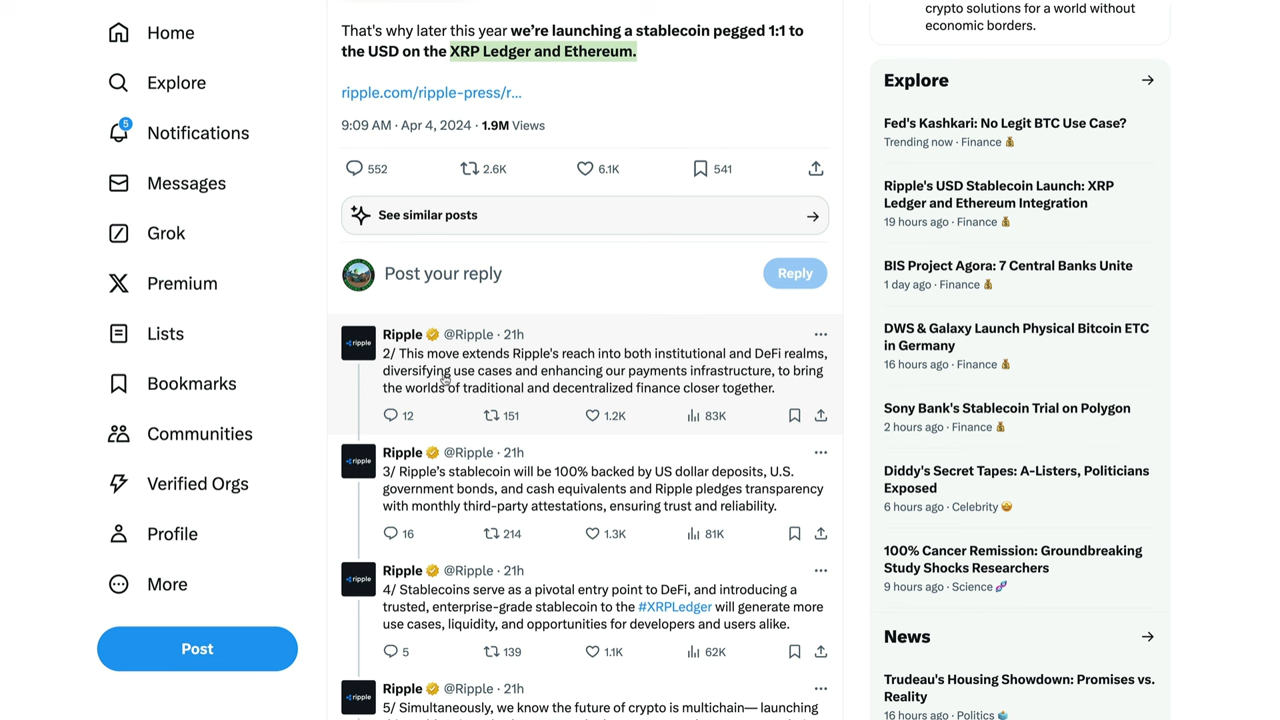 Home
Explore
5
Notifications
Messages
Grok
Premium
Lists
Bookmarks
Communities
Verified Orgs
Profile
More
Post
That's why later this year we're launching a stablecoin pegged 1:1 to
the USD on the XRP Ledger and Ethereum.
ripple.com/ripple-press/r...
9:09 AM · Apr 4, 2024 · 1.9M Views
552 2.6K 6.1K 541
See similar posts
Post your reply
Reply
ripple
Ripple @Ripple · 21h
2/ This move extends Ripple's reach into both institutional and DeFi realms,
diversifying use cases and enhancing our payments infrastructure, to bring
the worlds of traditional and decentralized finance closer together.
12 151 1.2K 83K
ripple
Ripple @Ripple · 21h
3/ Ripple's stablecoin will be 100% backed by US dollar deposits, U.S.
government bonds, and cash equivalents and Ripple pledges transparency
with monthly third-party attestations, ensuring trust and reliability.
16 214 1.3K 81K
ripple
Ripple @Ripple · 21h
4/ Stablecoins serve as a pivotal entry point to DeFi, and introducing a
trusted, enterprise-grade stablecoin to the #XRPLedger will generate more
use cases, liquidity, and opportunities for developers and users alike.
5 139 1.1K 62K
ripple
Ripple @Ripple · 21h
5/ Simultaneously, we know the future of crypto is multichain— launching
crypto solutions for a world without
economic borders.
Explore
Fed's Kashkari: No Legit BTC Use Case?
Trending now · Finance
Ripple's USD Stablecoin Launch: XRP
Ledger and Ethereum Integration
19 hours ago · Finance
BIS Project Agora: 7 Central Banks Unite
1 day ago · Finance
DWS & Galaxy Launch Physical Bitcoin ETC
in Germany
16 hours ago · Finance
Sony Bank's Stablecoin Trial on Polygon
2 hours ago · Finance
Diddy's Secret Tapes: A-Listers, Politicians
Exposed
6 hours ago · Celebrity
100% Cancer Remission: Groundbreaking
Study Shocks Researchers
9 hours ago · Science
News
Trudeau's Housing Showdown: Promises vs.
Reality
16 hours ago · Politics